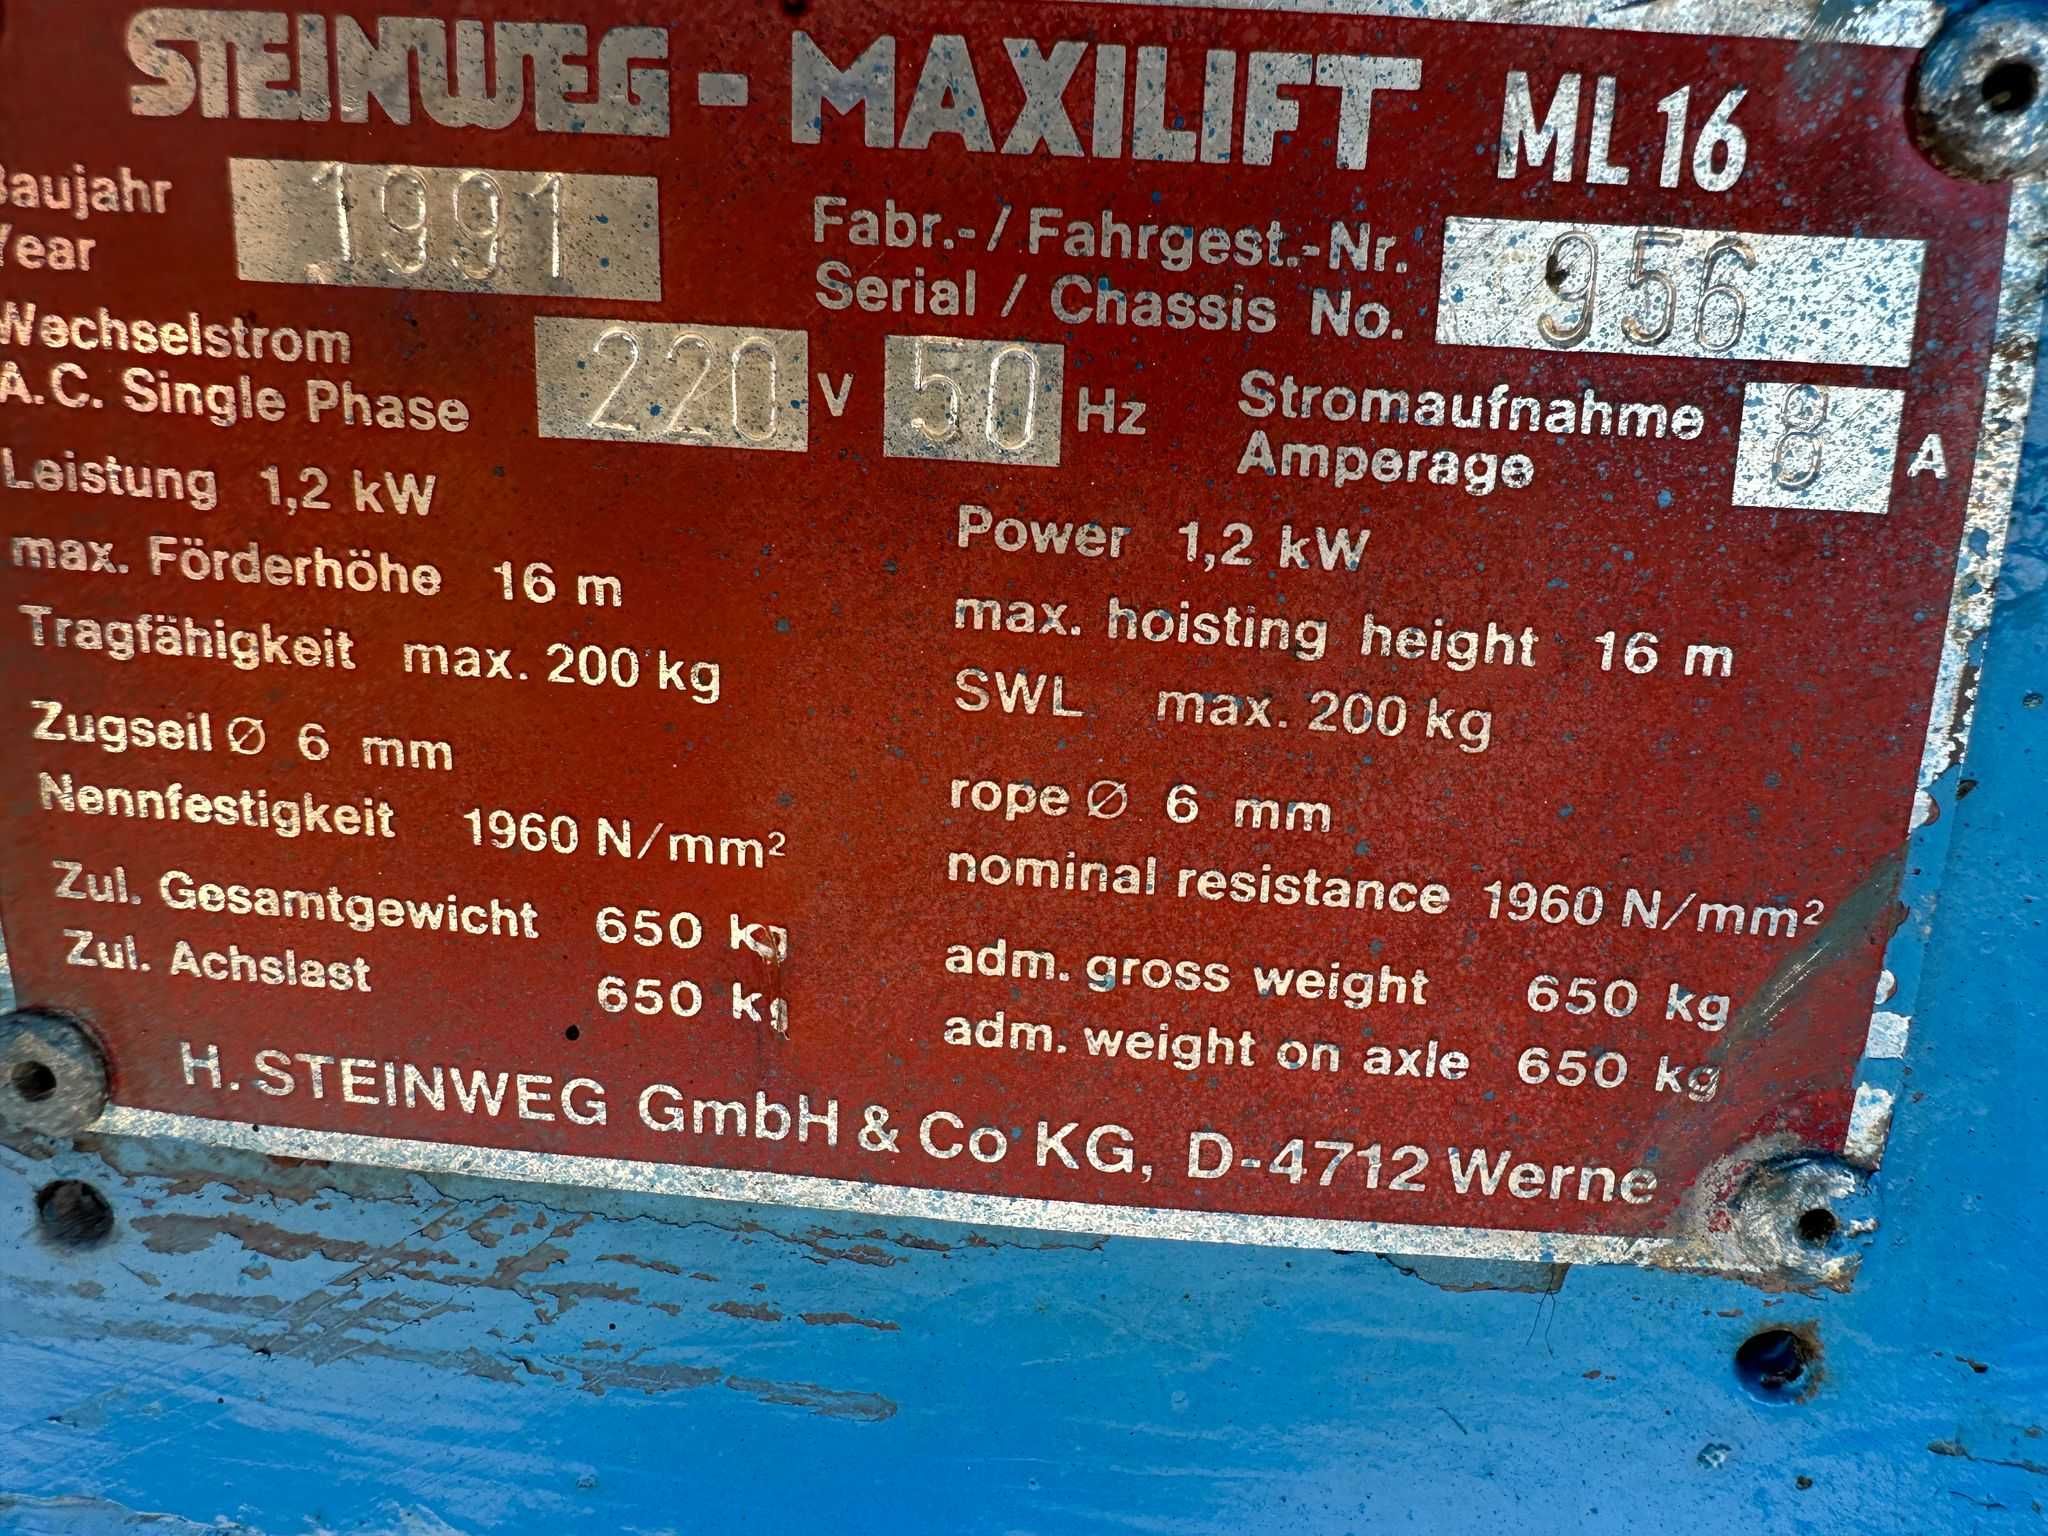 STEINWEG - MAXILIFT ML 16
Baujahr 1991
Year
Fabr.-/Fahrgest.-Nr. 956
Serial / Chassis No.
Wechselstrom 220 V 50 Hz
A.C. Single Phase
Stromaufnahme 8 A
Amperage
Leistung 1,2 kW
Power 1,2 kW
max. Förderhöhe 16 m
max. hoisting height 16 m
Tragfähigkeit max. 200 kg
SWL max. 200 kg
Zugseil Ø 6 mm
rope Ø 6 mm
Nennfestigkeit 1960 N/mm²
nominal resistance 1960 N/mm²
Zul. Gesamtgewicht 650 kg
adm. gross weight 650 kg
Zul. Achslast 650 kg
adm. weight on axle 650 kg
H. STEINWEG GmbH & Co KG, D-4712 Werne